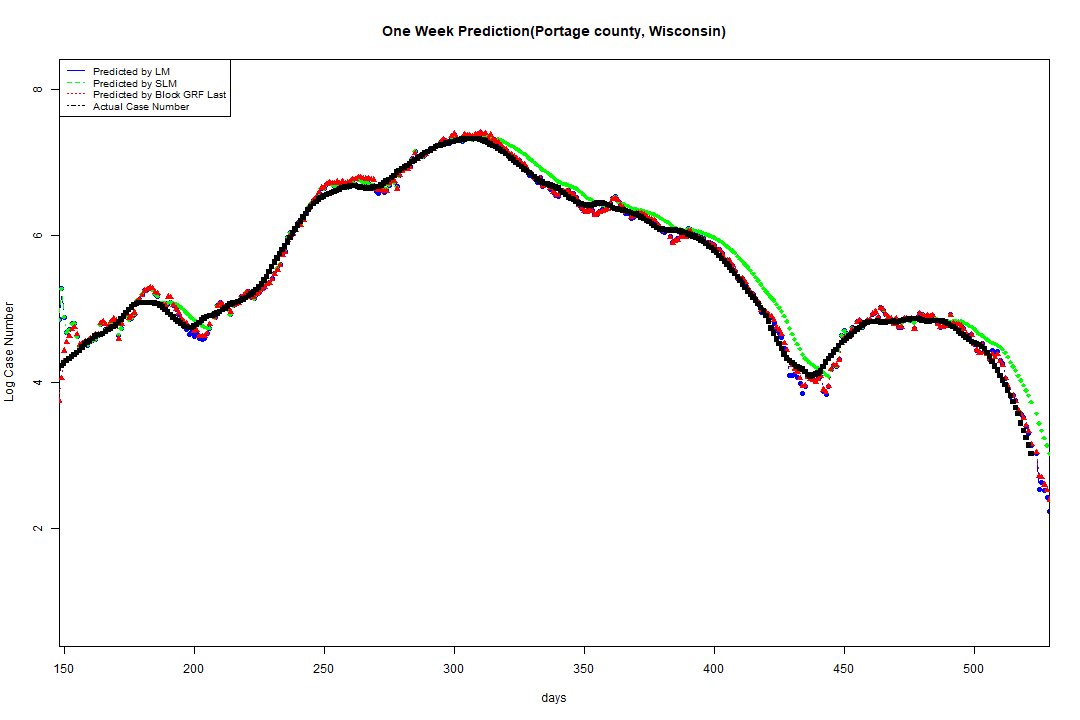 One Week Prediction(Portage county, Wisconsin)
Predicted by LM
Predicted by SLM
Predicted by Block GRF Last
Actual Case Number
8
6
4
2
Log Case Number
150 200 250 300 350 400 450 500
days